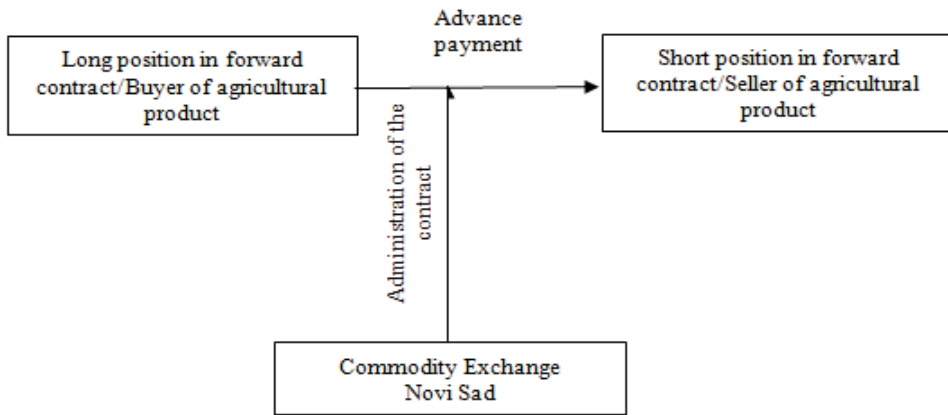 Advance
payment
Long position in forward
contract/Buyer of agricultural
product
Short position in forward
contract/Seller of agricultural
product
Administration of the
contract
Commodity Exchange
Novi Sad